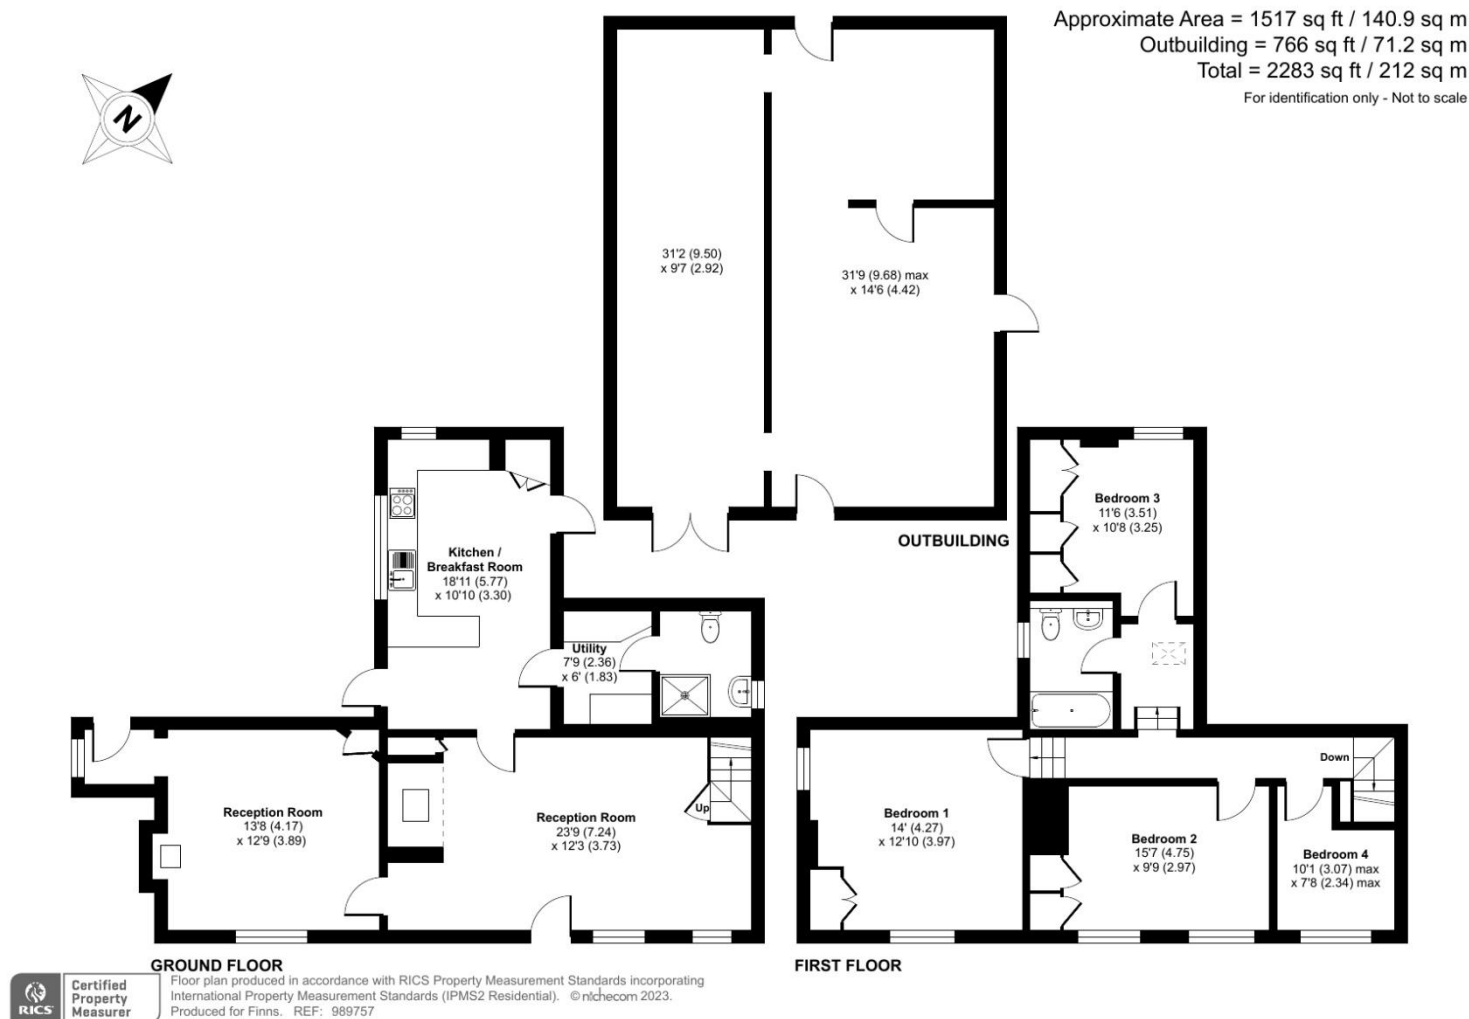 Approximate Area = 1517 sq ft / 140.9 sq m
Outbuilding = 766 sq ft / 71.2 sq m
Total = 2283 sq ft / 212 sq m
For identification only - Not to scale
N
31'2 (9.50)
x 9'7 (2.92)
31'9 (9.68) max
x 14'6 (4.42)
OUTBUILDING
Kitchen /
Breakfast Room
18'11 (5.77)
x 10'10 (3.30)
Utility
7'9 (2.36)
x 6' (1.83)
Reception Room
13'8 (4.17)
x 12'9 (3.89)
Reception Room
23'9 (7.24)
x 12'3 (3.73)
Up
GROUND FLOOR
Bedroom 3
11'6 (3.51)
x 10'8 (3.25)
Down
Bedroom 1
14' (4.27)
x 12'10 (3.97)
Bedroom 2
15'7 (4.75)
x 9'9 (2.97)
Bedroom 4
10'1 (3.07) max
x 7'8 (2.34) max
FIRST FLOOR
RICS
Certified
Property
Measurer
Floor plan produced in accordance with RICS Property Measurement Standards incorporating
International Property Measurement Standards (IPMS2 Residential). © nichecom 2023.
Produced for Finns. REF: 989757